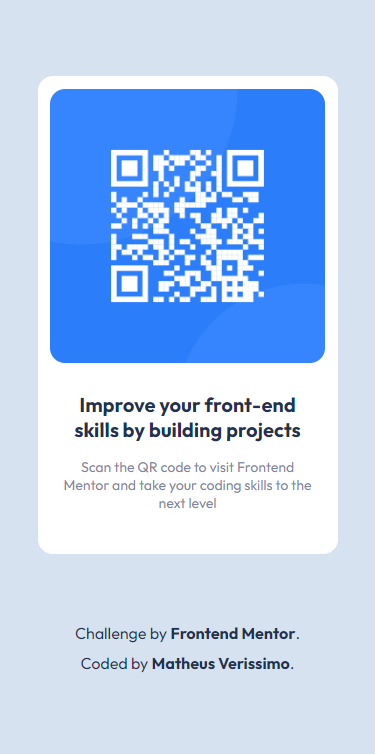 Improve your front-end
skills by building projects
Scan the QR code to visit Frontend
Mentor and take your coding skills to the
next level
Challenge by Frontend Mentor.
Coded by Matheus Verissimo.